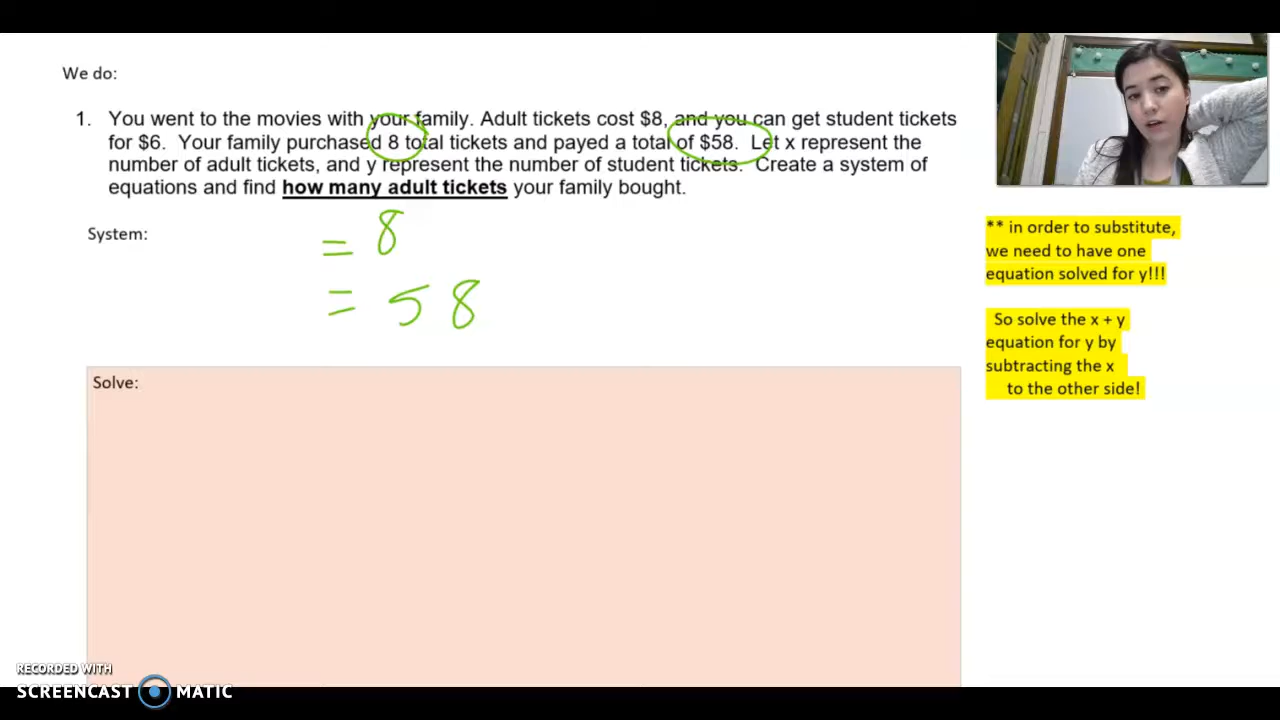 We do:
1. You went to the movies with your family. Adult tickets cost $8, and you can get student tickets
for $6. Your family purchased 8 total tickets and payed a total of $58. Let x represent the
number of adult tickets, and y represent the number of student tickets. Create a system of
equations and find how many adult tickets your family bought.
System:
= 8
= 58
** in order to substitute,
we need to have one
equation solved for y!!!
So solve the x + y
equation for y by
subtracting the x
to the other side!
Solve:
RECORDED WITH
SCREENCAST MATIC